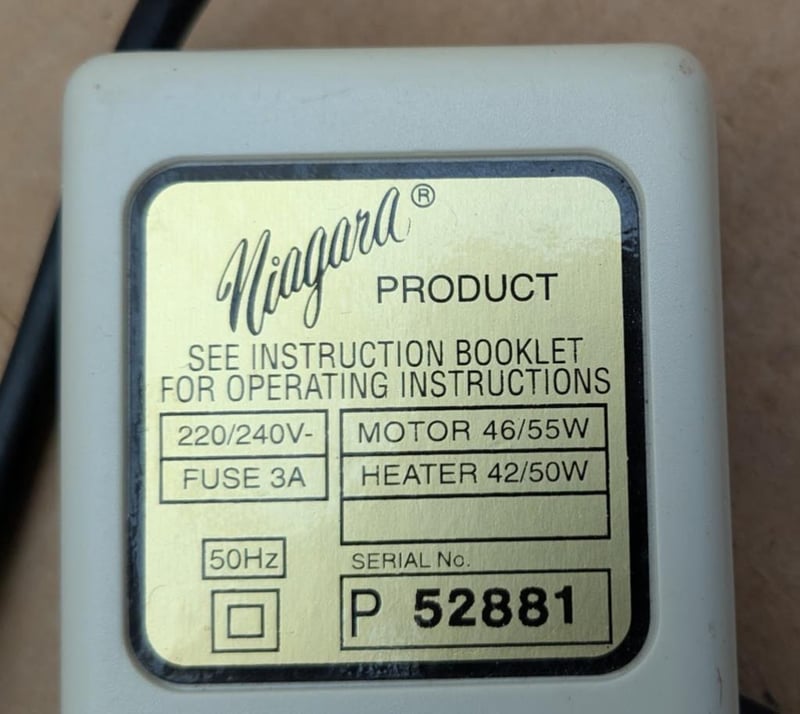 Niagara®
PRODUCT
SEE INSTRUCTION BOOKLET
FOR OPERATING INSTRUCTIONS
220/240V-
MOTOR 46/55W
FUSE 3A
HEATER 42/50W
50Hz
SERIAL No.
P 52881